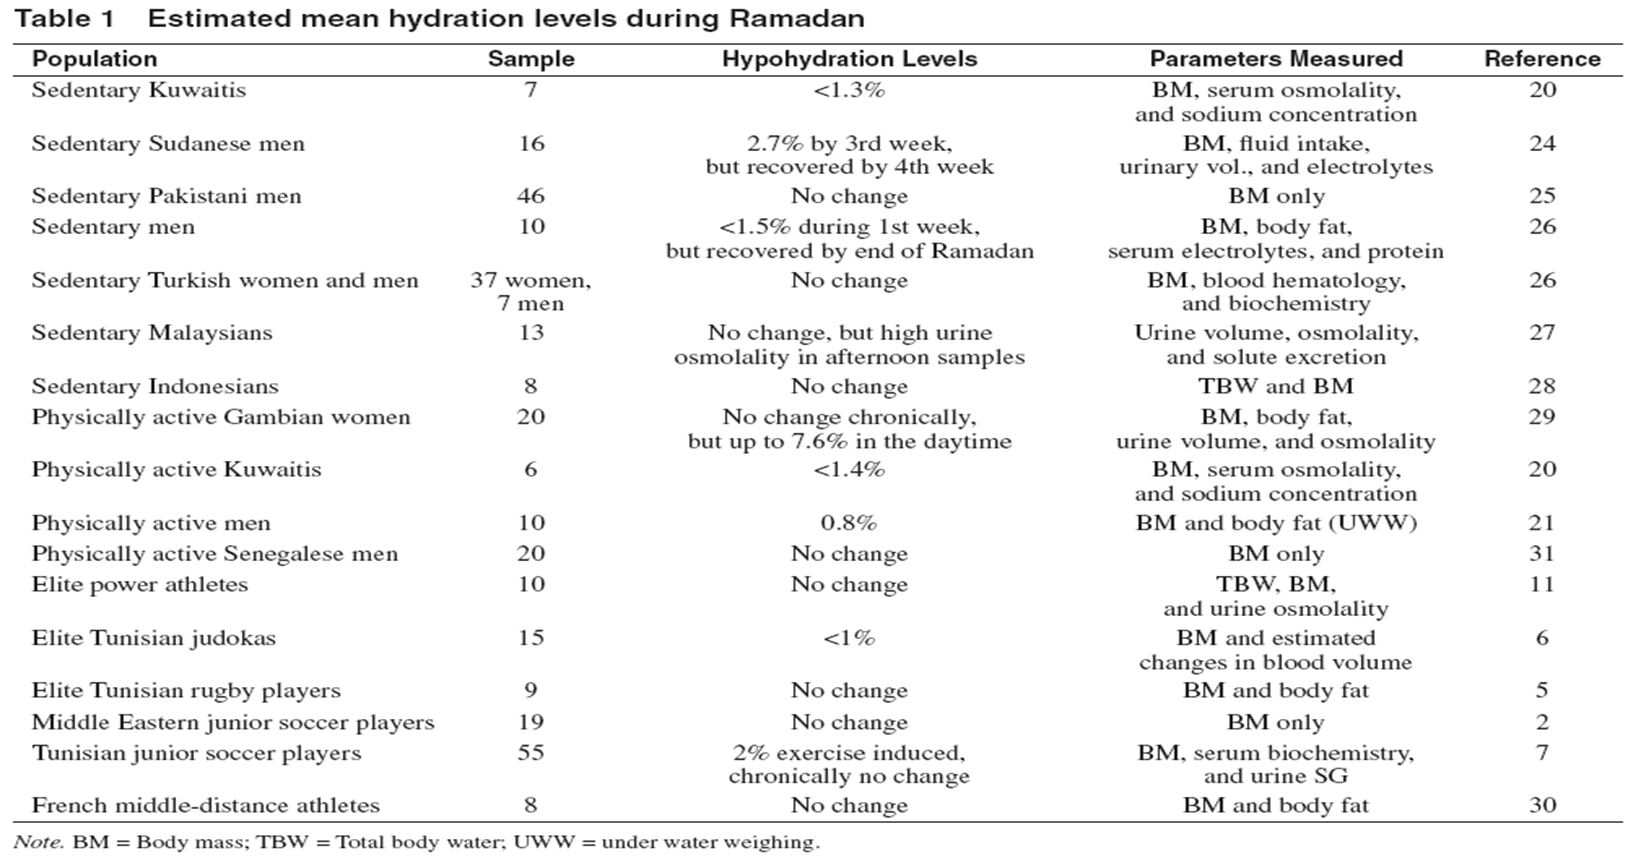 Table 1 Estimated mean hydration levels during Ramadan
Population Sample Hypohydration Levels Parameters Measured Reference
Sedentary Kuwaitis 7 <1.3% BM, serum osmolality, 20
and sodium concentration
Sedentary Sudanese men 16 2.7% by 3rd week, BM, fluid intake, 24
but recovered by 4th week urinary vol., and electrolytes
Sedentary Pakistani men 46 No change BM only 25
Sedentary men 10 <1.5% during 1st week, BM, body fat, 26
but recovered by end of Ramadan serum electrolytes, and protein
Sedentary Turkish women and men 37 women, No change BM, blood hematology, 26
7 men and biochemistry
Sedentary Malaysians 13 No change, but high urine Urine volume, osmolality, 27
osmolality in afternoon samples and solute excretion
Sedentary Indonesians 8 No change TBW and BM 28
Physically active Gambian women 20 No change chronically, BM, body fat, 29
but up to 7.6% in the daytime urine volume, and osmolality
Physically active Kuwaitis 6 <1.4% BM, serum osmolality, 20
and sodium concentration
Physically active men 10 0.8% BM and body fat (UWW) 21
Physically active Senegalese men 20 No change BM only 31
Elite power athletes 10 No change TBW, BM, 11
and urine osmolality
Elite Tunisian judokas 15 <1% BM and estimated 6
changes in blood volume
Elite Tunisian rugby players 9 No change BM and body fat 5
Middle Eastern junior soccer players 19 No change BM only 2
Tunisian junior soccer players 55 2% exercise induced, BM, serum biochemistry, 7
chronically no change and urine SG
French middle-distance athletes 8 No change BM and body fat 30
Note. BM = Body mass; TBW = Total body water; UWW = under water weighing.